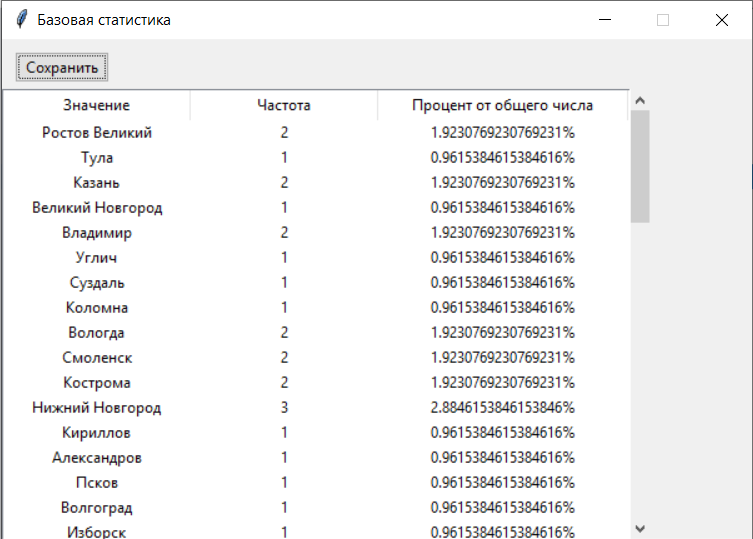 Базовая статистика
Сохранить
Значение Частота Процент от общего числа
Ростов Великий 2 1.9230769230769231%
Тула 1 0.9615384615384616%
Казань 2 1.9230769230769231%
Великий Новгород 1 0.9615384615384616%
Владимир 2 1.9230769230769231%
Углич 1 0.9615384615384616%
Суздаль 1 0.9615384615384616%
Коломна 1 0.9615384615384616%
Вологда 2 1.9230769230769231%
Смоленск 2 1.9230769230769231%
Кострома 2 1.9230769230769231%
Нижний Новгород 3 2.8846153846153846%
Кириллов 1 0.9615384615384616%
Александров 1 0.9615384615384616%
Псков 1 0.9615384615384616%
Волгоград 1 0.9615384615384616%
Изборск 1 0.9615384615384616%